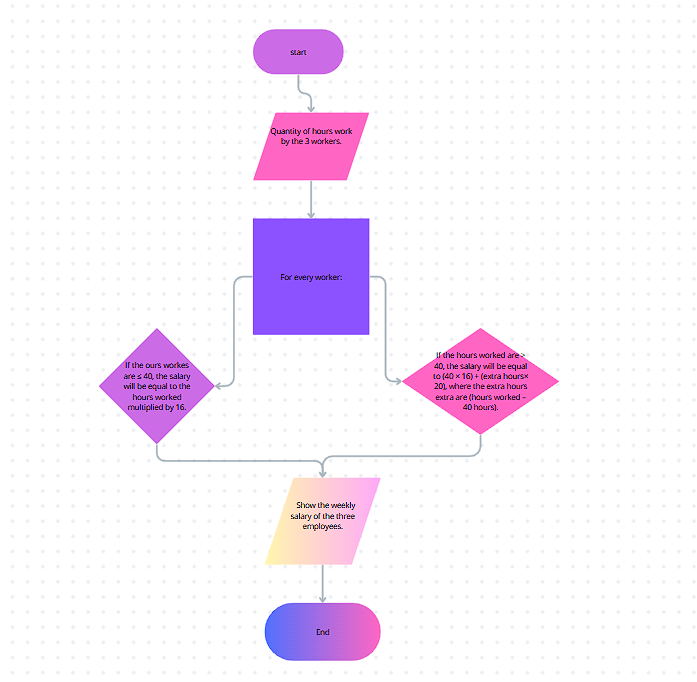 start
Quantity of hours work
by the 3 workers.
For every worker:
If the ours workes
are ≤ 40, the salary
will be equal to the
hours worked
multiplied by 16.
If the hours worked are >
40, the salary will be equal
to (40 × 16) + (extra hours×
20), where the extra hours
extra are (hours worked –
40 hours).
Show the weekly
salary of the three
employees.
End